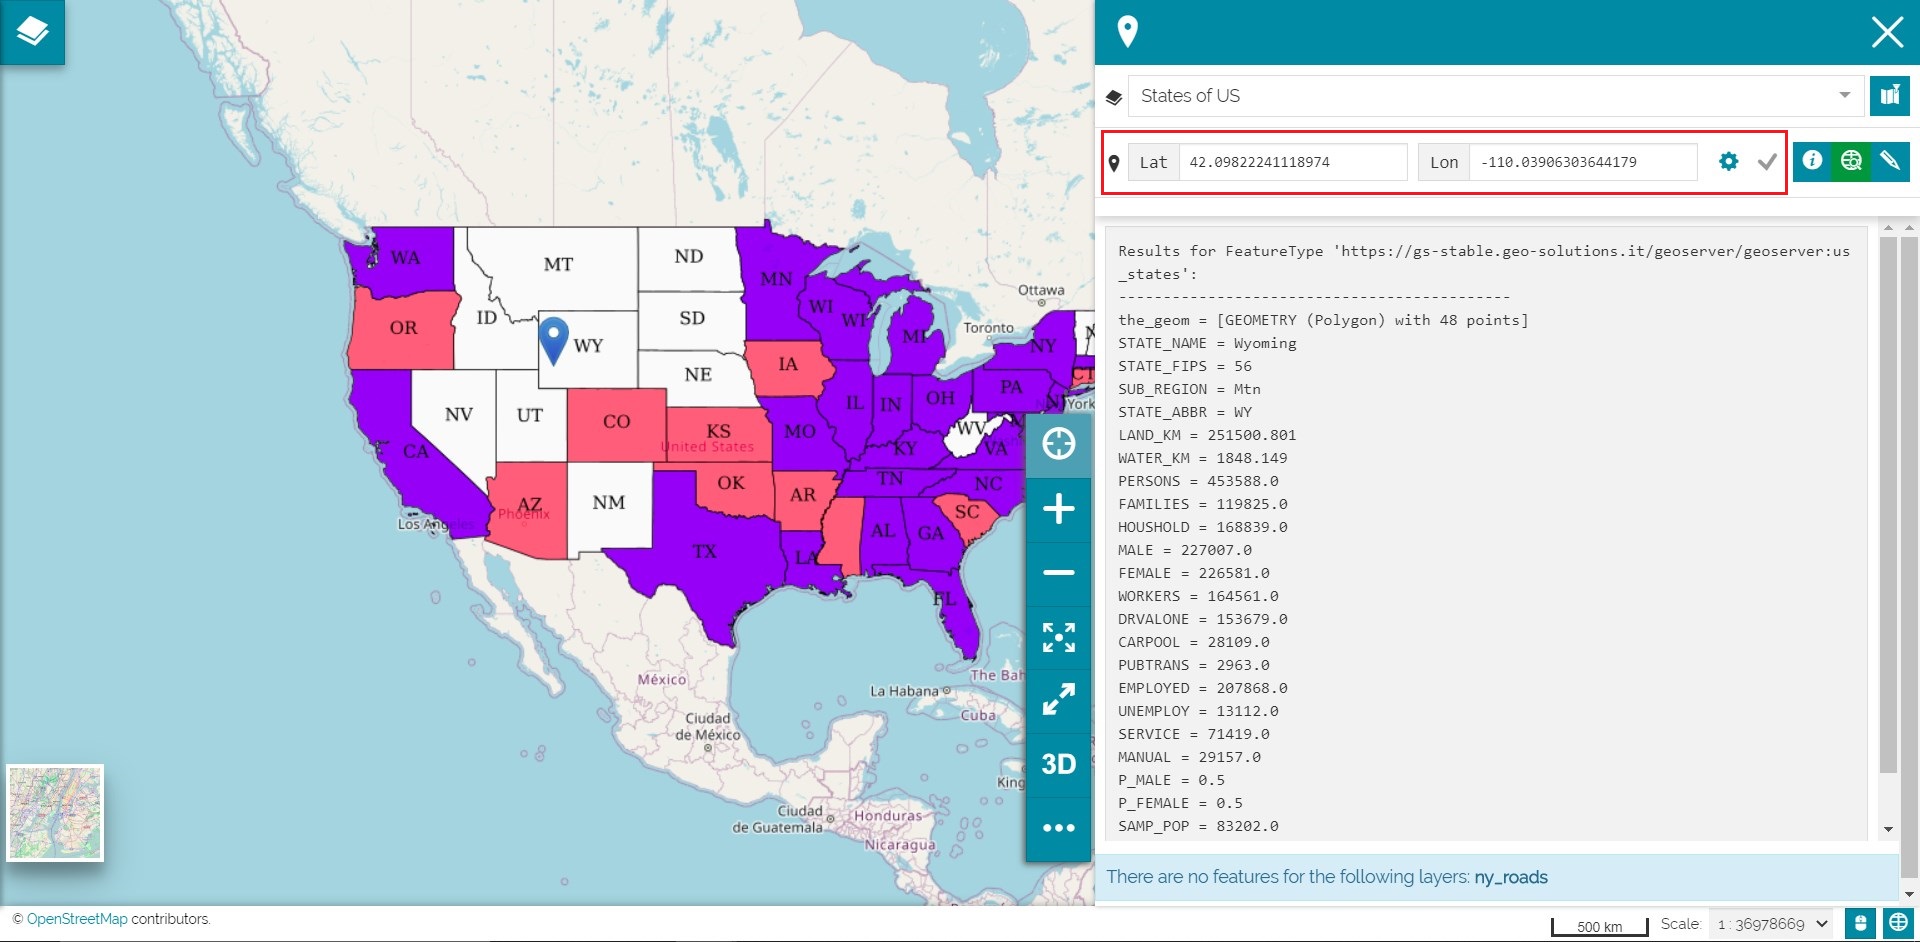 States of US
Lat 42.09822241118974 Lon -110.03906303644179
Results for FeatureType 'https://gs-stable.geo-solutions.it/geoserver/geoserver:us
_states':
--------------------------------------------
the_geom = [GEOMETRY (Polygon) with 48 points]
STATE_NAME = Wyoming
STATE_FIPS = 56
SUB_REGION = Mtn
STATE_ABBR = WY
LAND_KM = 251500.801
WATER_KM = 1848.149
PERSONS = 453588.0
FAMILIES = 119825.0
HOUSHOLD = 168839.0
MALE = 227007.0
FEMALE = 226581.0
WORKERS = 164561.0
DRVALONE = 153679.0
CARPOOL = 28109.0
PUBTRANS = 2963.0
EMPLOYED = 207868.0
UNEMPLOY = 13112.0
SERVICE = 71419.0
MANUAL = 29157.0
P_MALE = 0.5
P_FEMALE = 0.5
SAMP_POP = 83202.0
There are no features for the following layers: ny_roads
WA
MT
ND
MN
Ottawa
OR
ID
SD
WI
WI
MI
Toronto
WY
NY
IA
NE
CT
PA
NV
UT
CO
KS
United States
MO
IL
IN
OH
WV
VA
KY
CA
AZ
Phoenix
NM
OK
AR
TN
NC
SC
Los Angeles
TX
LA
AL
GA
FL
México
La Habana
The Bah
Cuba
Ciudad
de México
King
3D
Ciudad
de Guatemala
Honduras
Nicaragua
© OpenStreetMap contributors.
500 km
Scale: 1 : 36978669